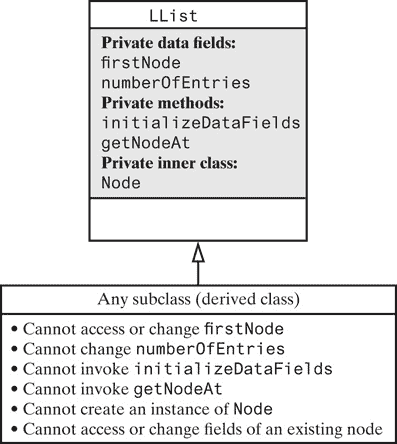 LList
Private data fields:
firstNode
numberOfEntries
Private methods:
initializeDataFields
getNodeAt
Private inner class:
Node
Any subclass (derived class)
• Cannot access or change firstNode
• Cannot change numberOfEntries
• Cannot invoke initializeDataFields
• Cannot invoke getNodeAt
• Cannot create an instance of Node
• Cannot access or change fields of an existing node